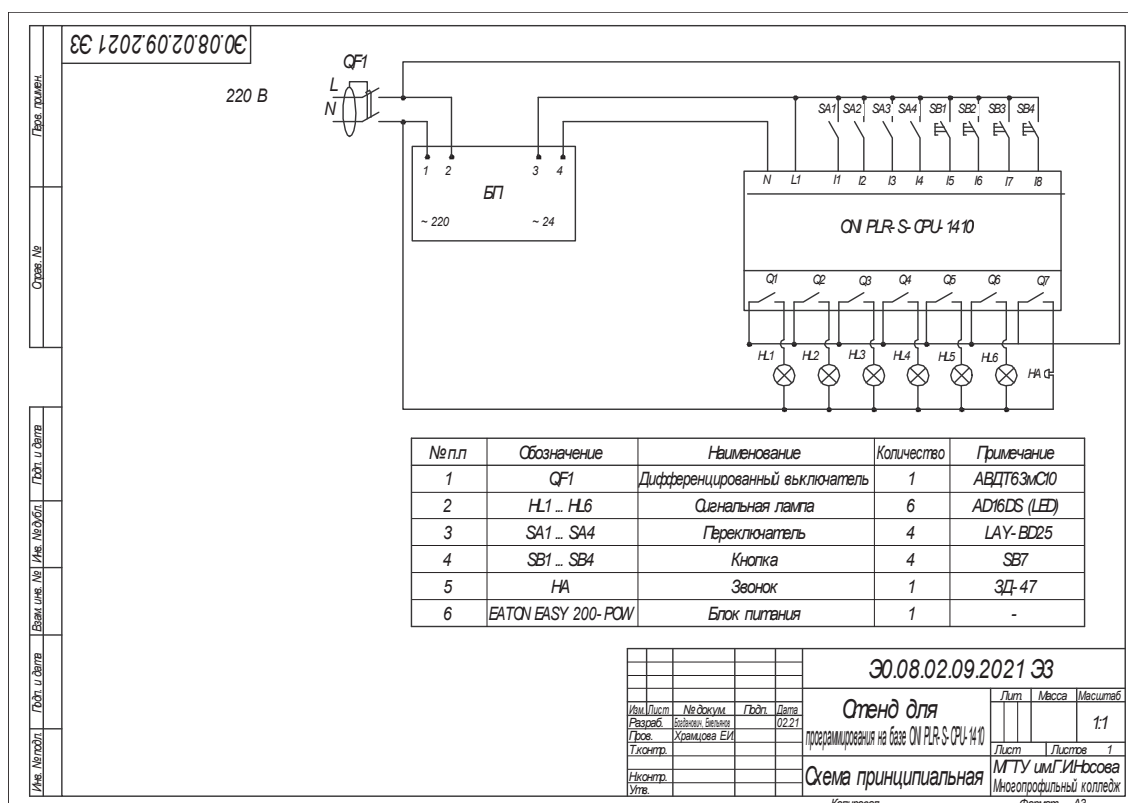 Э0.08.02.09.2021 Э3
Перв. примен.
Справ. №
Подп. и дата
Инв. № дубл.
Взам. инв. №
Подп. и дата
Инв. № подл.
220 В
QF1
L
N
1 2 3 4
БП
~ 220 ~ 24
SA1 SA2 SA3 SA4 SB1 SB2 SB3 SB4
N L1 I1 I2 I3 I4 I5 I6 I7 I8
ONI PLR-S-CPU-1410
Q1 Q2 Q3 Q4 Q5 Q6 Q7
HL1 HL2 HL3 HL4 HL5 HL6
HA
№ п.п Обозначение Наименование Количество Примечание
1 QF1 Дифференцированный выключатель 1 АВДТ63мC10
2 HL1 ... HL6 Сигнальная лампа 6 AD16DS (LED)
3 SA1 ... SA4 Переключатель 4 LAY-BD25
4 SB1 ... SB4 Кнопка 4 SB7
5 HA Звонок 1 ЗД-47
6 EATON EASY 200-POW Блок питания 1 -
Э0.08.02.09.2021 Э3
Изм. Лист № докум. Подп. Дата
Разраб. Богданович, Емельянов 02.21
Пров. Храмцова ЕИ
Т.контр.
Н.контр.
Утв.
Стенд для
программирования на базе ONI PLR-S-CPU-1410
Схема принципиальная
Лит. Масса Масштаб
1:1
Лист Листов 1
МГТУ им.Г.И.Носова
Многопрофильный колледж
Копировал Формат А3